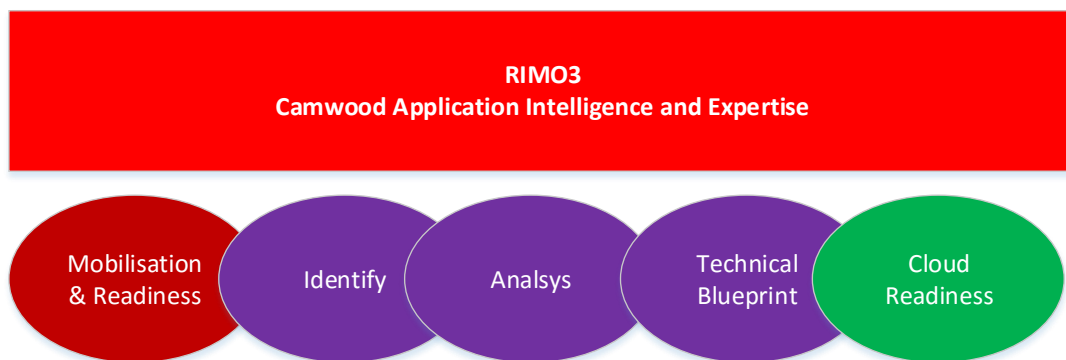 RIMO3
Camwood Application Intelligence and Expertise
Mobilisation
& Readiness
Identify
Analsys
Technical
Blueprint
Cloud
Readiness